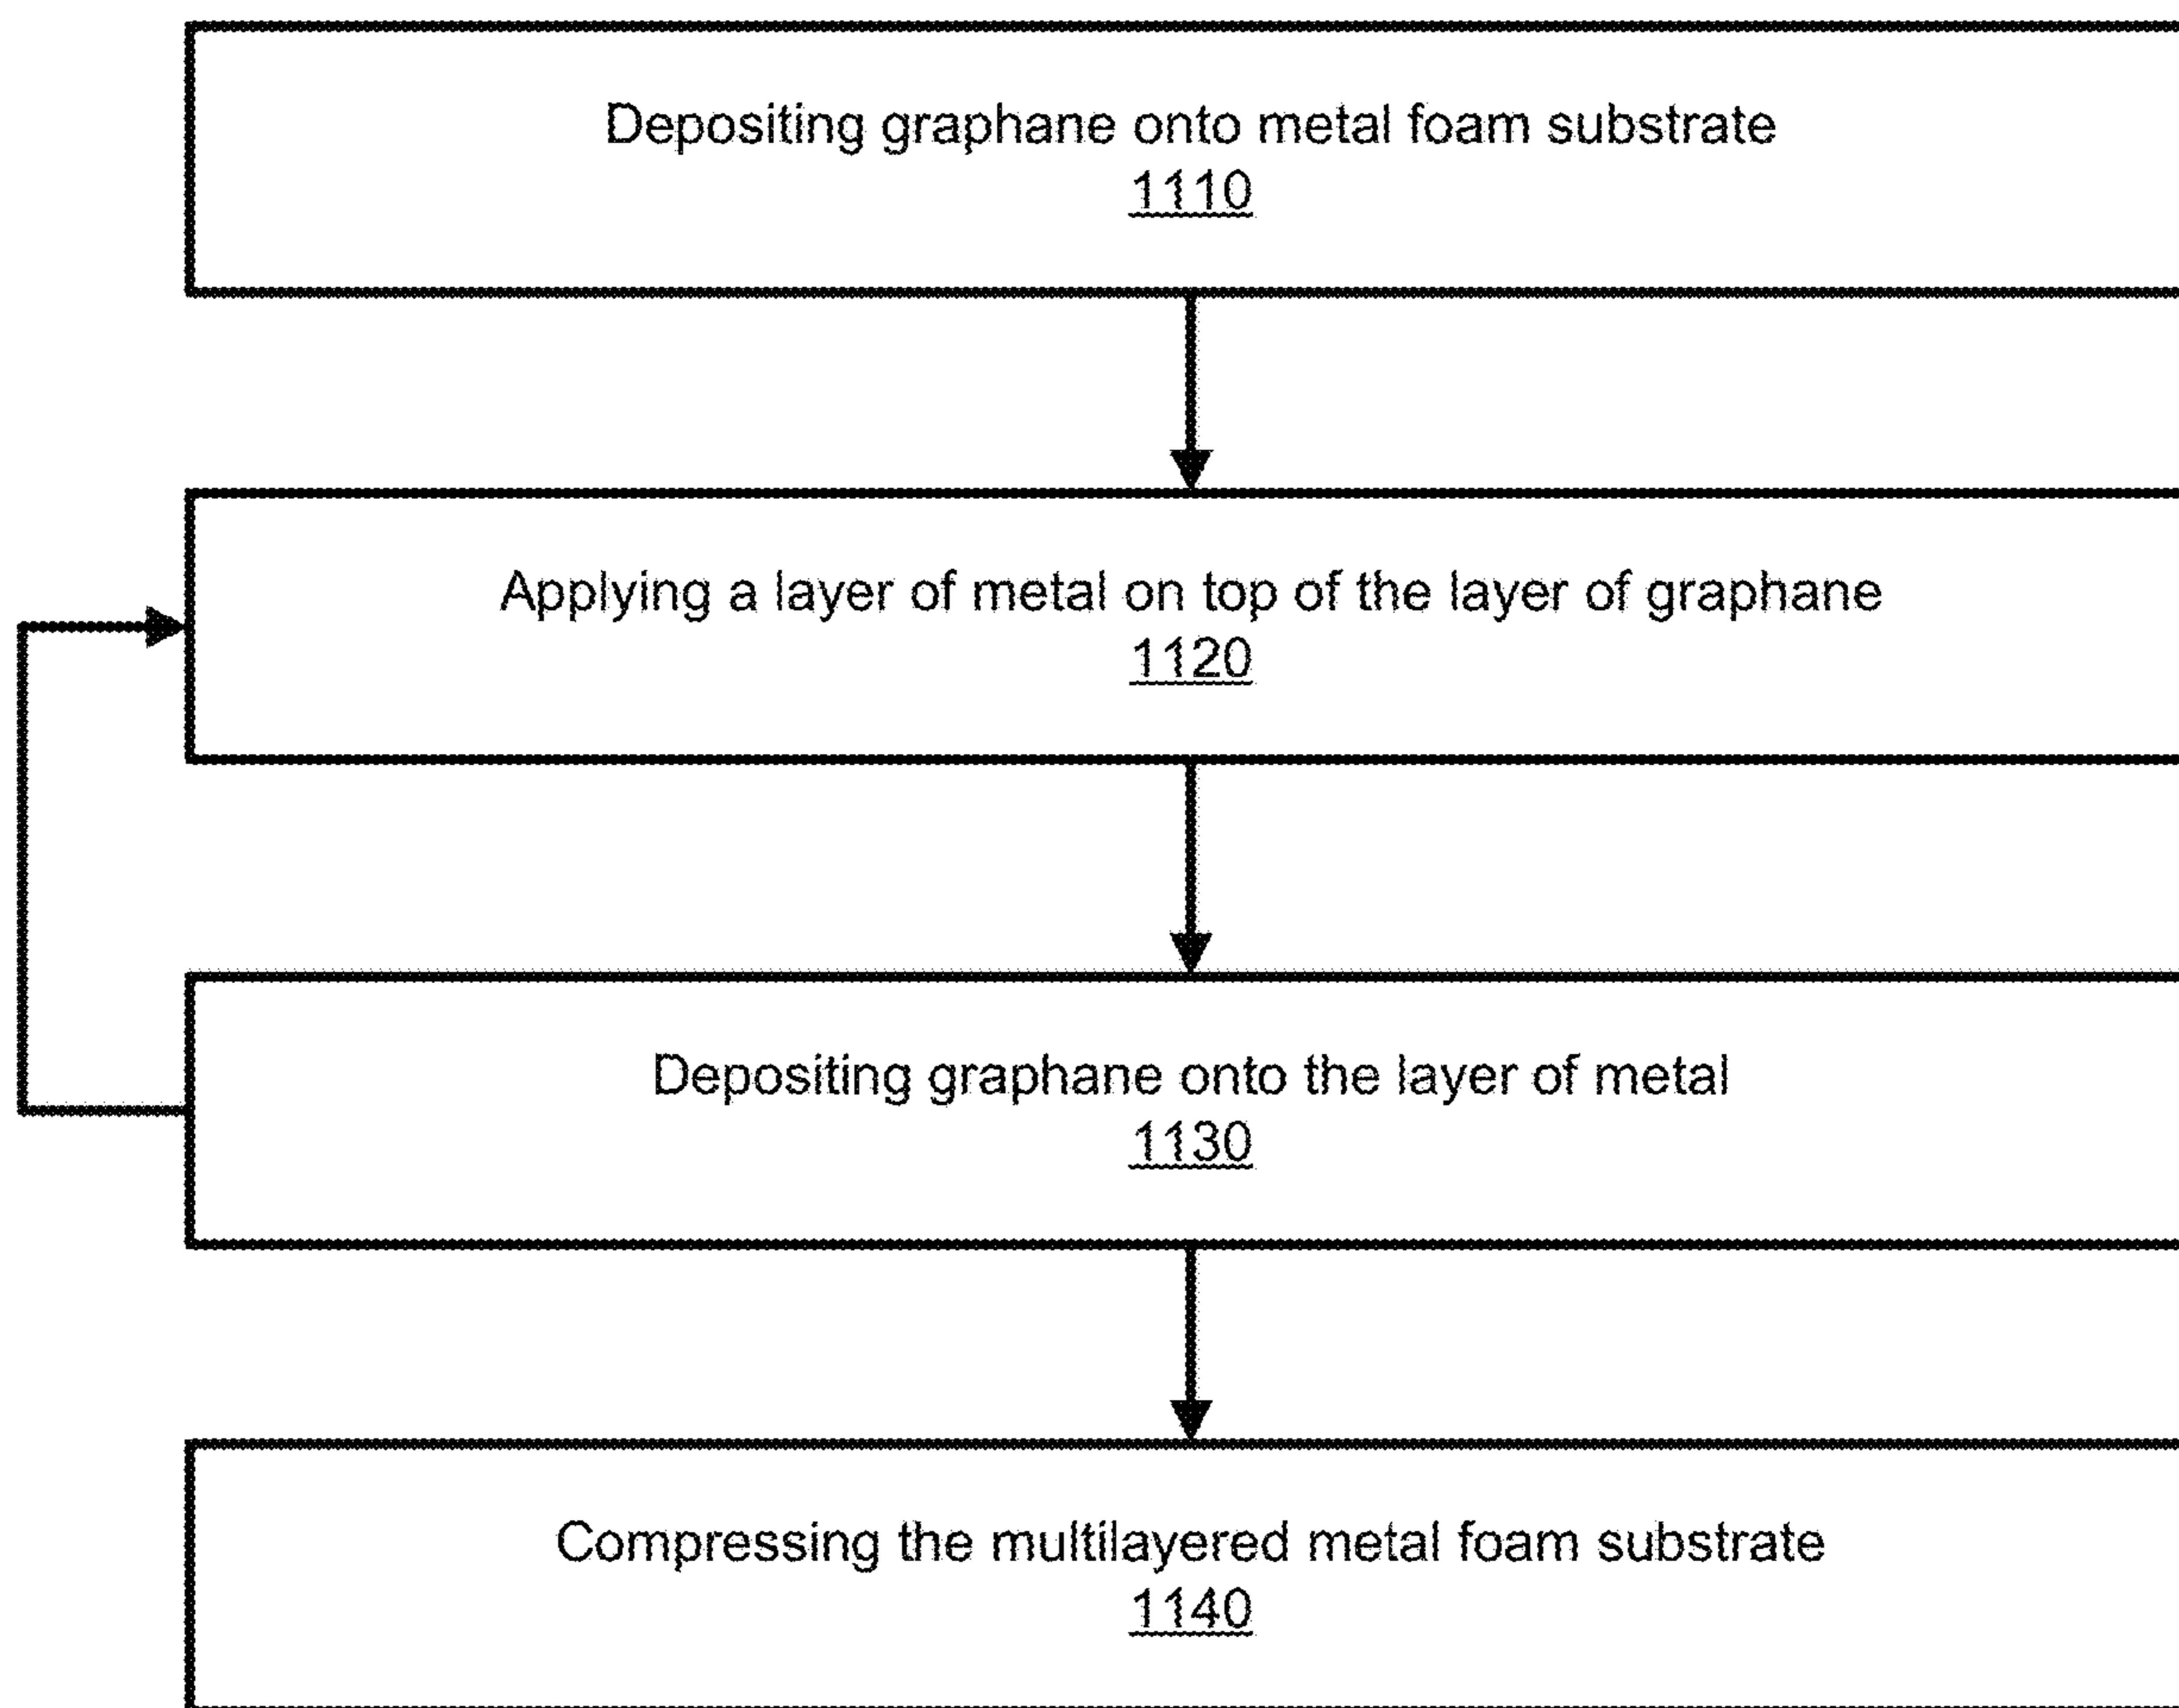 Depositing graphane onto metal foam substrate
1110
Applying a layer of metal on top of the layer of graphane
1120
Depositing graphane onto the layer of metal
1130
Compressing the multilayered metal foam substrate
1140